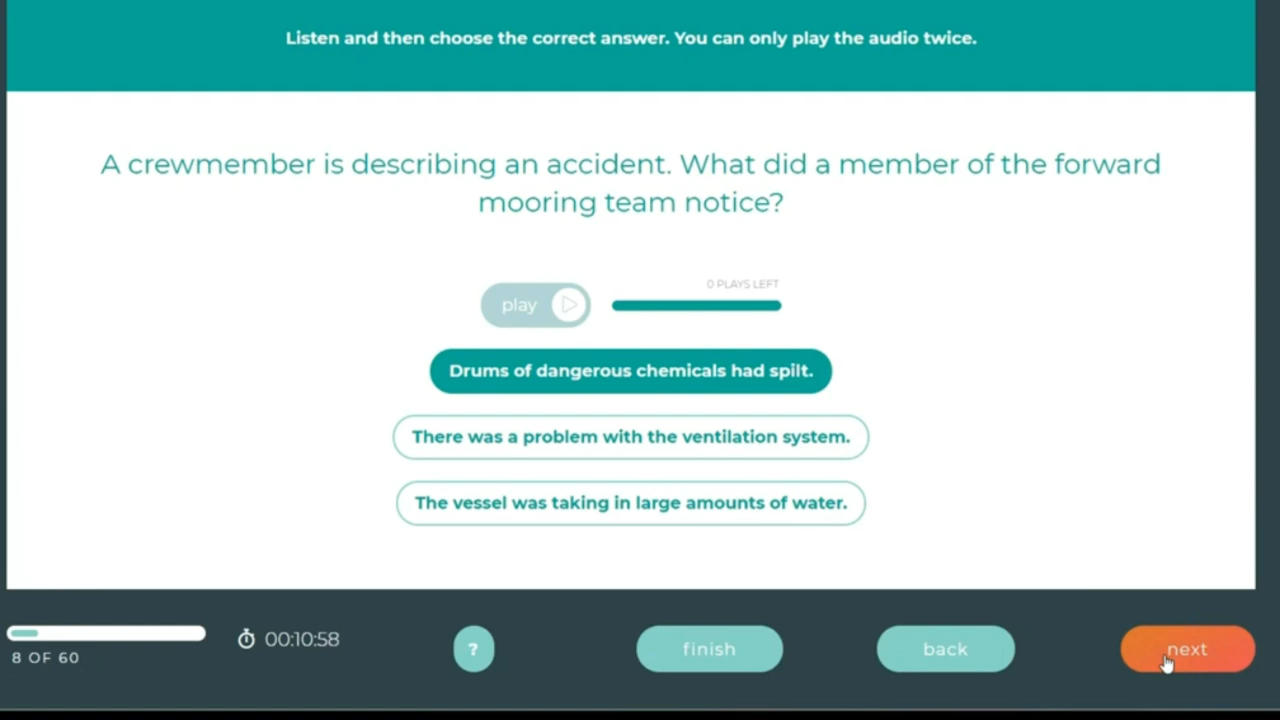 Listen and then choose the correct answer. You can only play the audio twice.
A crewmember is describing an accident. What did a member of the forward
mooring team notice?
0 PLAYS LEFT
play
Drums of dangerous chemicals had spilt.
There was a problem with the ventilation system.
The vessel was taking in large amounts of water.
00:10:58
8 OF 60
?
finish
back
next